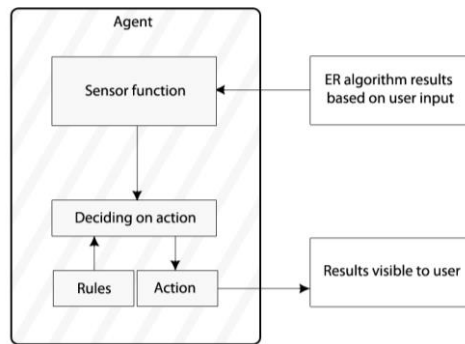 Agent
Sensor function
ER algorithm results
based on user input
Deciding on action
Rules
Action
Results visible to user